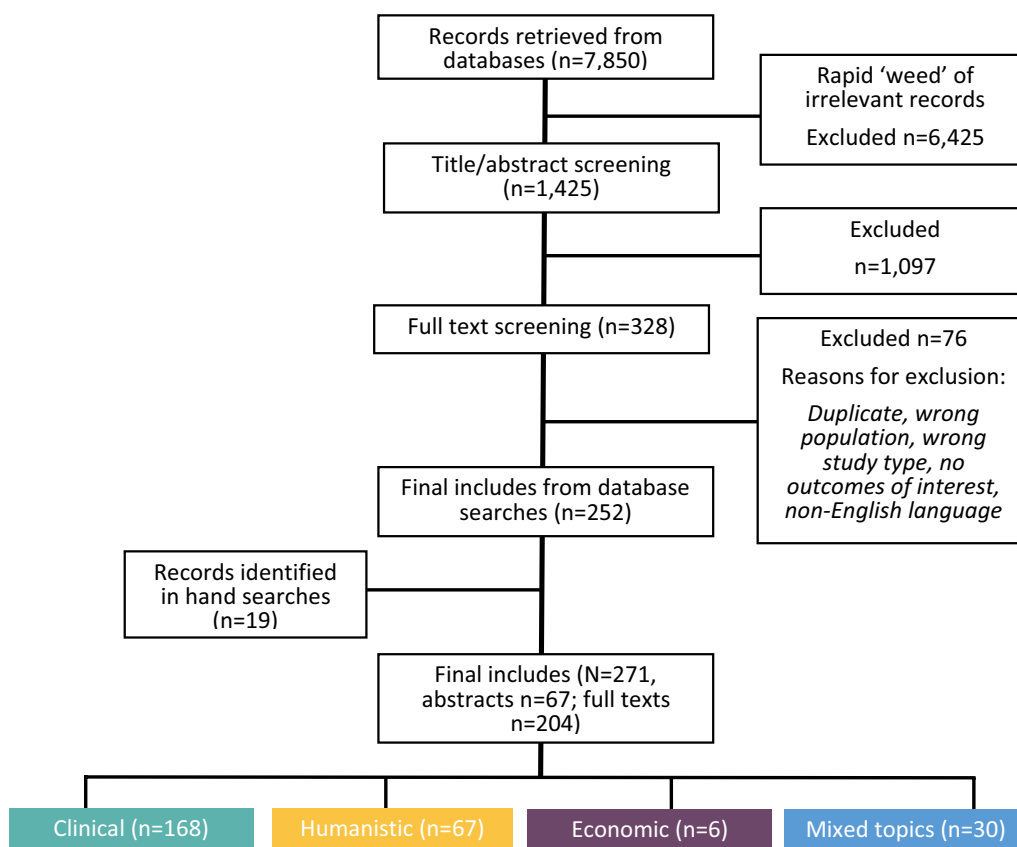 Records retrieved from
databases (n=7,850)
Rapid ‘weed’ of
irrelevant records
Excluded n=6,425
Title/abstract screening
(n=1,425)
Excluded
n=1,097
Full text screening (n=328)
Excluded n=76
Reasons for exclusion:
Duplicate, wrong
population, wrong
study type, no
outcomes of interest,
non-English language
Final includes from database
searches (n=252)
Records identified
in hand searches
(n=19)
Final includes (N=271,
abstracts n=67; full texts
n=204)
Clinical (n=168)
Humanistic (n=67)
Economic (n=6)
Mixed topics (n=30)